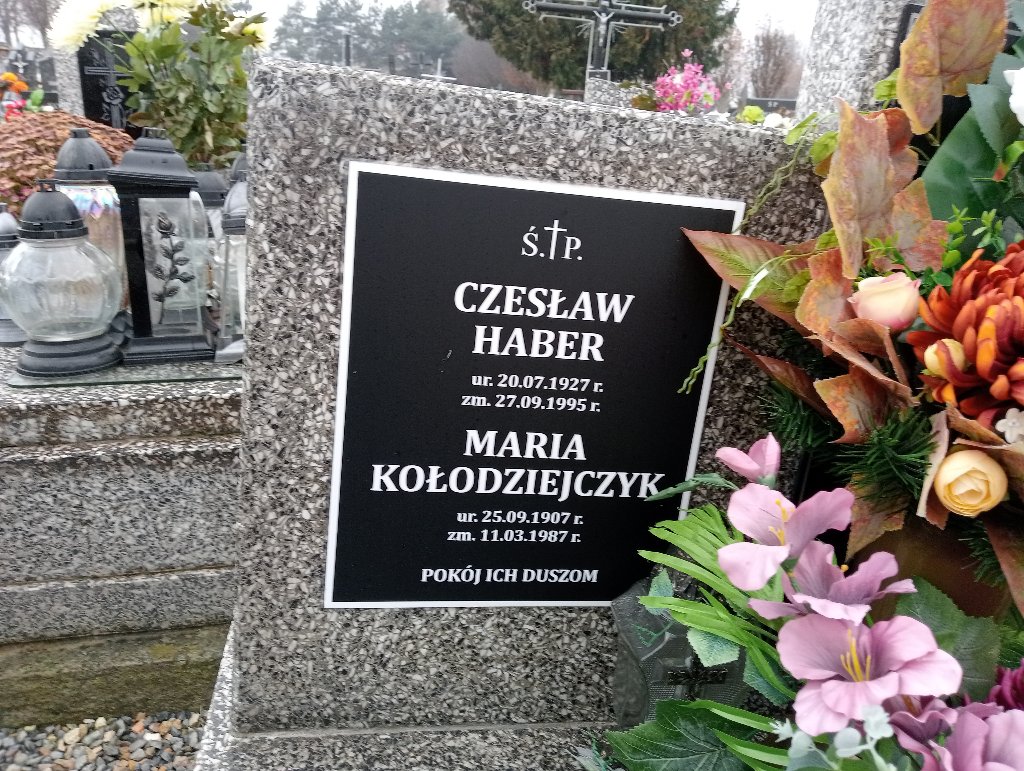 Ś.†P.
CZESŁAW
HABER
ur. 20.07.1927 r.
zm. 27.09.1995 r.
MARIA
KOŁODZIEJCZYK
ur. 25.09.1907 r.
zm. 11.03.1987 r.
POKÓJ ICH DUSZOM